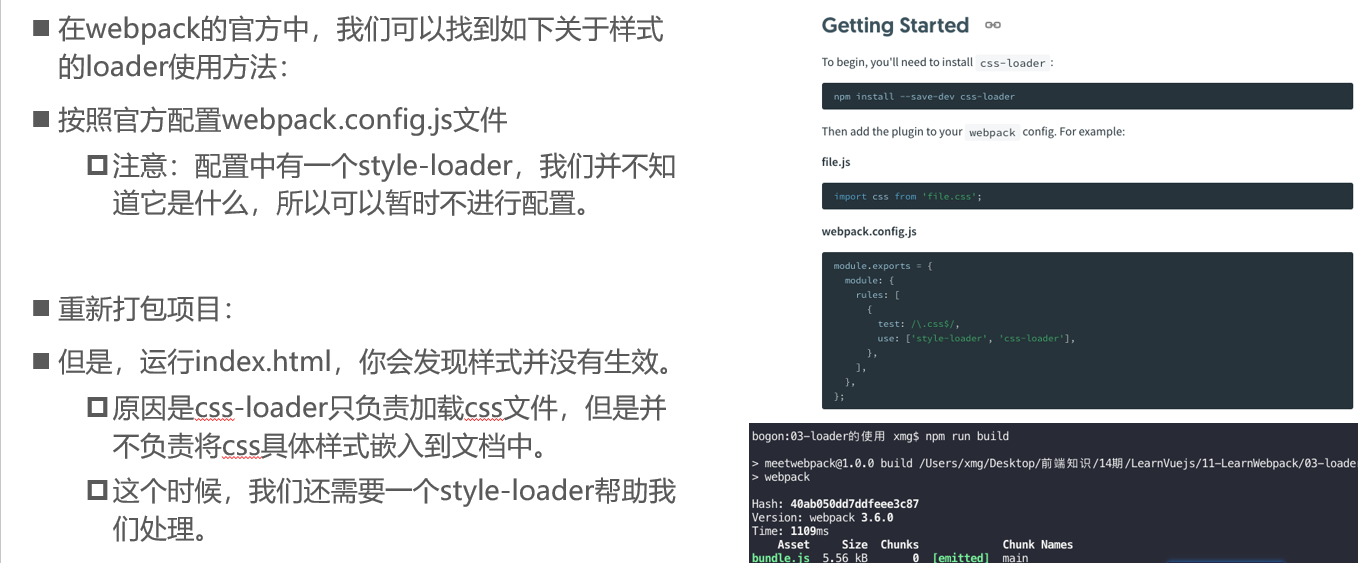 在webpack的官方中，我们可以找到如下关于样式
的loader使用方法：
按照官方配置webpack.config.js文件
注意：配置中有一个style-loader，我们并不知
道它是什么，所以可以暂时不进行配置。
重新打包项目：
但是，运行index.html，你会发现样式并没有生效。
原因是css-loader只负责加载css文件，但是并
不负责将css具体样式嵌入到文档中。
这个时候，我们还需要一个style-loader帮助我
们处理。
Getting Started
To begin, you'll need to install css-loader :
npm install --save-dev css-loader
Then add the plugin to your webpack config. For example:
file.js
import css from 'file.css';
webpack.config.js
module.exports = {
module: {
rules: [
{
test: /\.css$/,
use: ['style-loader', 'css-loader'],
},
],
},
};
bogon:03-loader的使用 xmg$ npm run build
> meetwebpack@1.0.0 build /Users/xmg/Desktop/前端知识/14期/LearnVuejs/11-LearnWebpack/03-loade
> webpack
Hash: 40ab050dd7ddfeee3c87
Version: webpack 3.6.0
Time: 1109ms
Asset Size Chunks Chunk Names
bundle.js 5.56 kB 0 [emitted] main